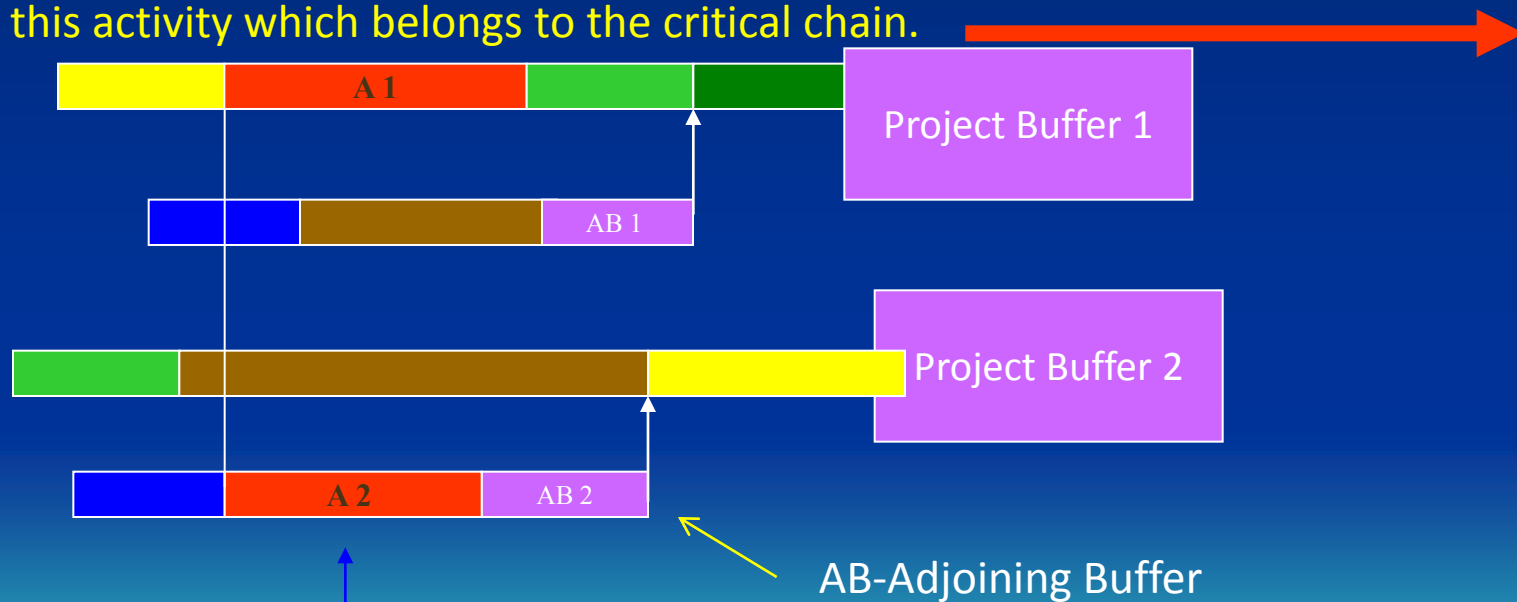 this activity which belongs to the critical chain.
A 1
Project Buffer 1
AB 1
Project Buffer 2
A 2
AB 2
AB-Adjoining Buffer